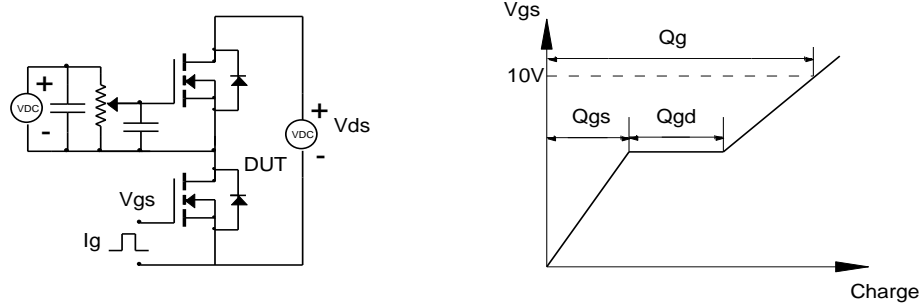 +
VDC
-
+
VDC
-
Vds
DUT
Vgs
Ig
Vgs
Qg
10V
Qgs
Qgd
Charge